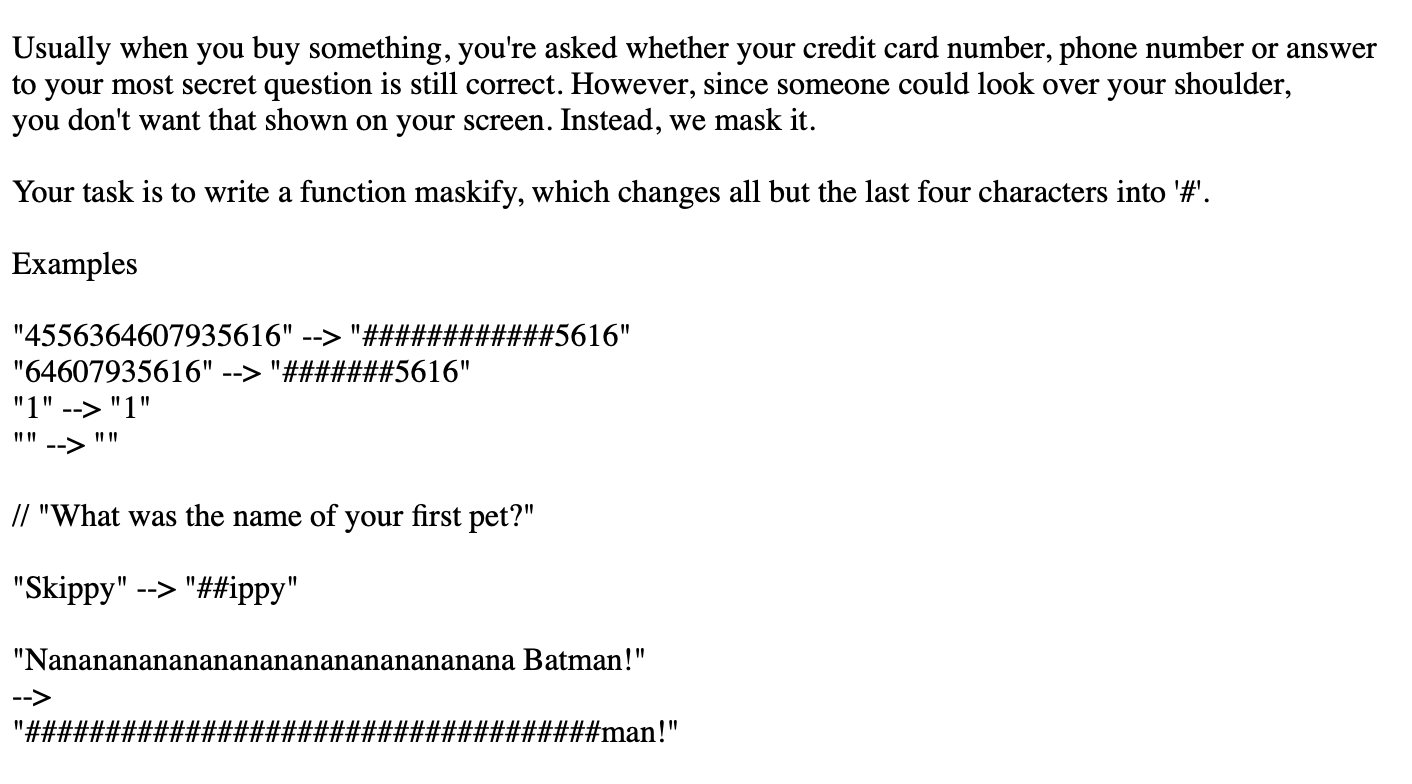 Usually when you buy something, you're asked whether your credit card number, phone number or answer
to your most secret question is still correct. However, since someone could look over your shoulder,
you don't want that shown on your screen. Instead, we mask it.
Your task is to write a function maskify, which changes all but the last four characters into '#'.
Examples
"4556364607935616" --> "############5616"
"64607935616" --> "#######5616"
"1" --> "1"
"" --> ""
// "What was the name of your first pet?"
"Skippy" --> "##ippy"
"Nananananananananananananananana Batman!"
-->
"####################################man!"